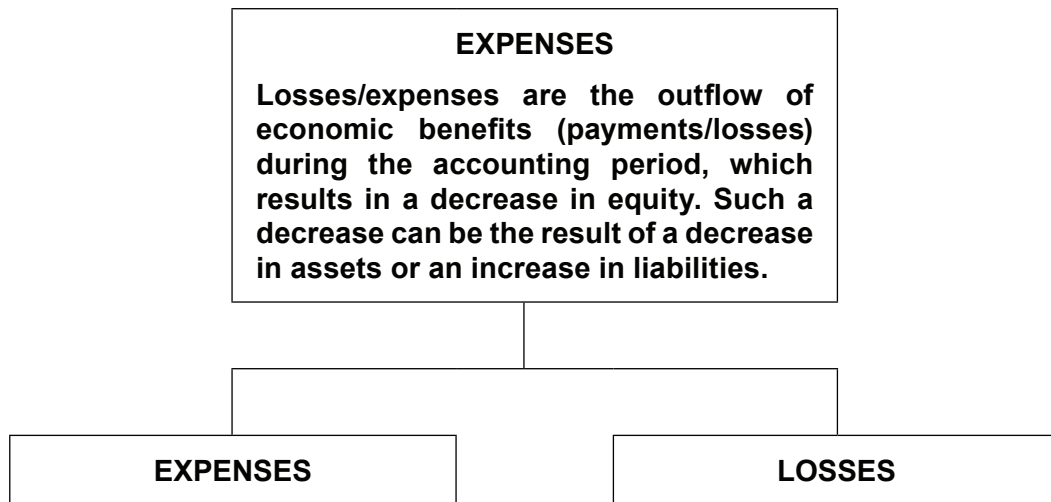 EXPENSES
Losses/expenses are the outflow of
economic benefits (payments/losses)
during the accounting period, which
results in a decrease in equity. Such a
decrease can be the result of a decrease
in assets or an increase in liabilities.
EXPENSES
LOSSES